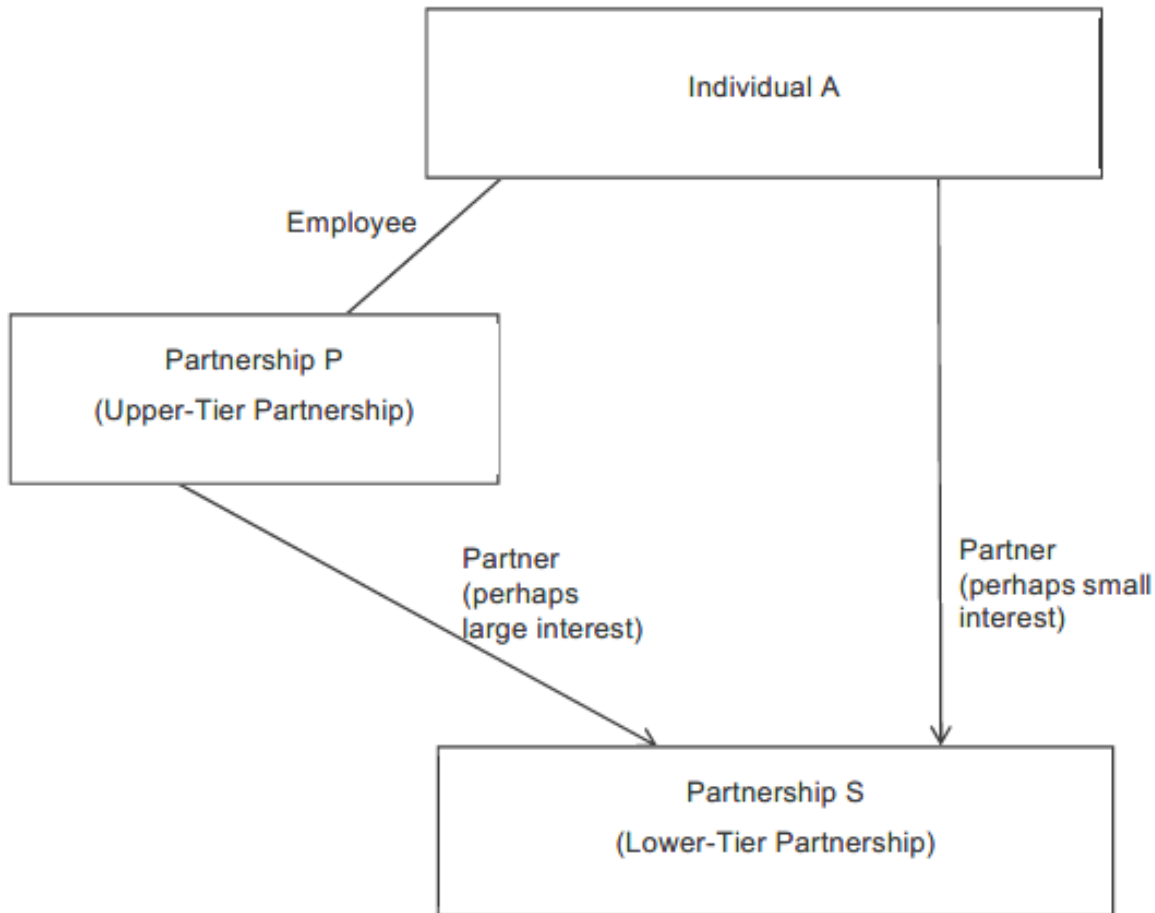 Individual A
Employee
Partnership P
(Upper-Tier Partnership)
Partner
(perhaps
large interest)
Partner
(perhaps small
interest)
Partnership S
(Lower-Tier Partnership)